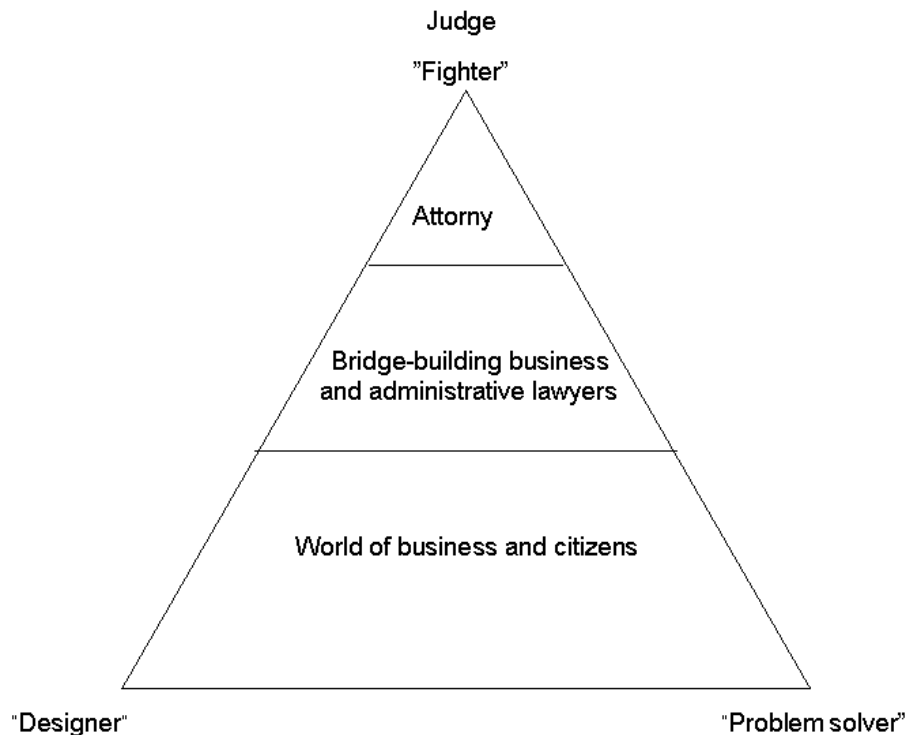 Judge
”Fighter”
Attorny
Bridge-building business
and administrative lawyers
World of business and citizens
"Designer"
"Problem solver”